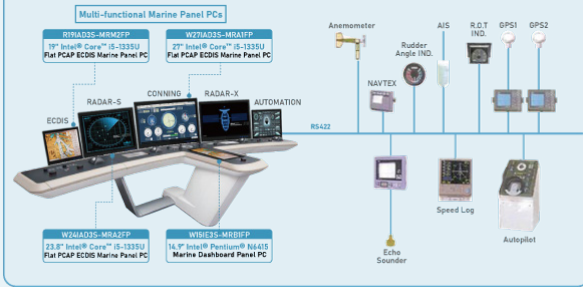 Multi-functional Marine Panel PCs
R19IAD3S-MRM2FP
19" Intel® Core™ i5-1335U
Flat PCAP ECDIS Marine Panel PC
W27IAD3S-MRA1FP
27" Intel® Core™ i5-1335U
Flat PCAP ECDIS Marine Panel PC
ECDIS
RADAR-S
CONNING
RADAR-X
AUTOMATION
W24IAD3S-MRA2FP
23.8" Intel® Core™ i5-1335U
Flat PCAP ECDIS Marine Panel PC
W15IE3S-MRB1FP
14.9" Intel® Pentium® N6415
Marine Dashboard Panel PC
RS422
Anemometer
NAVTEX
Rudder
Angle IND.
AIS
R.O.T
IND.
GPS1
GPS2
Echo
Sounder
Speed Log
Autopilot